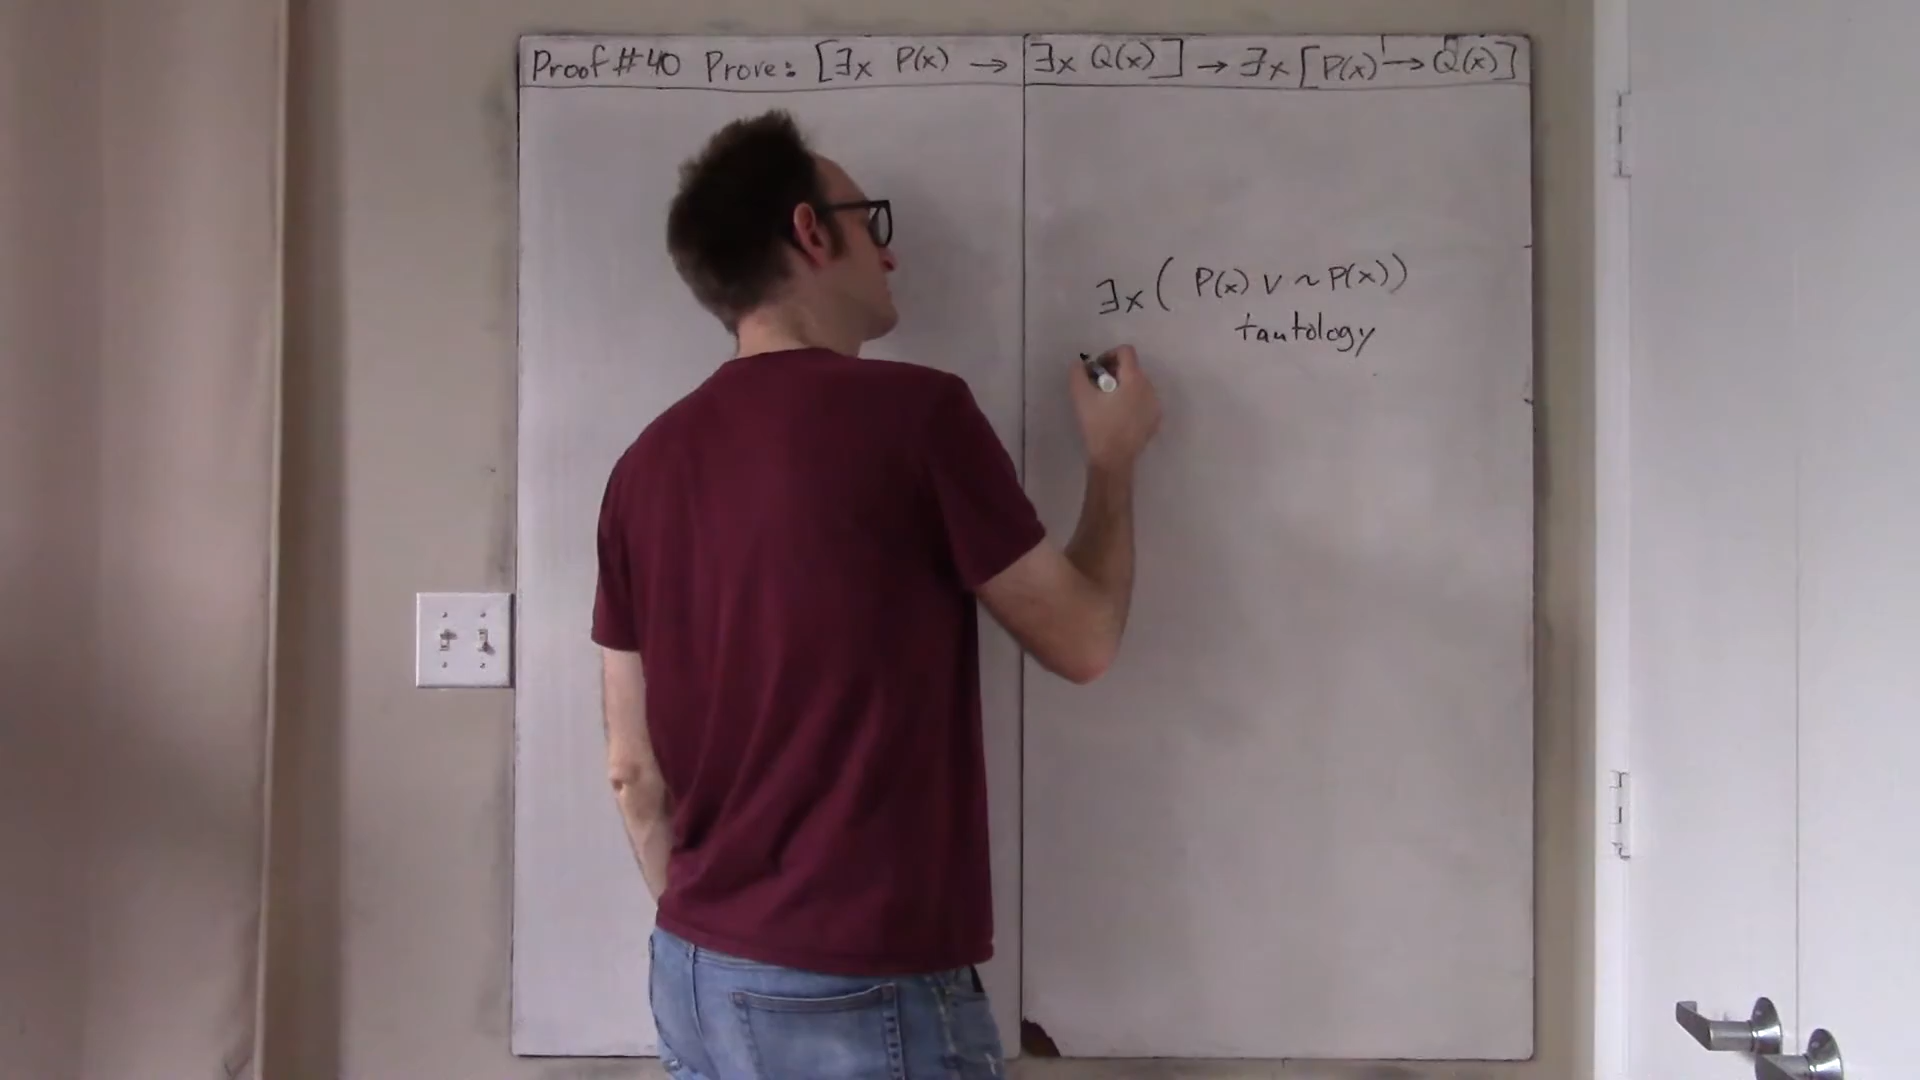 Proof #40 Prove: [∃x P(x) → ∃x Q(x)] → ∃x [P(x) → Q(x)]
∃x ( P(x) ∨ ~P(x))
tautology